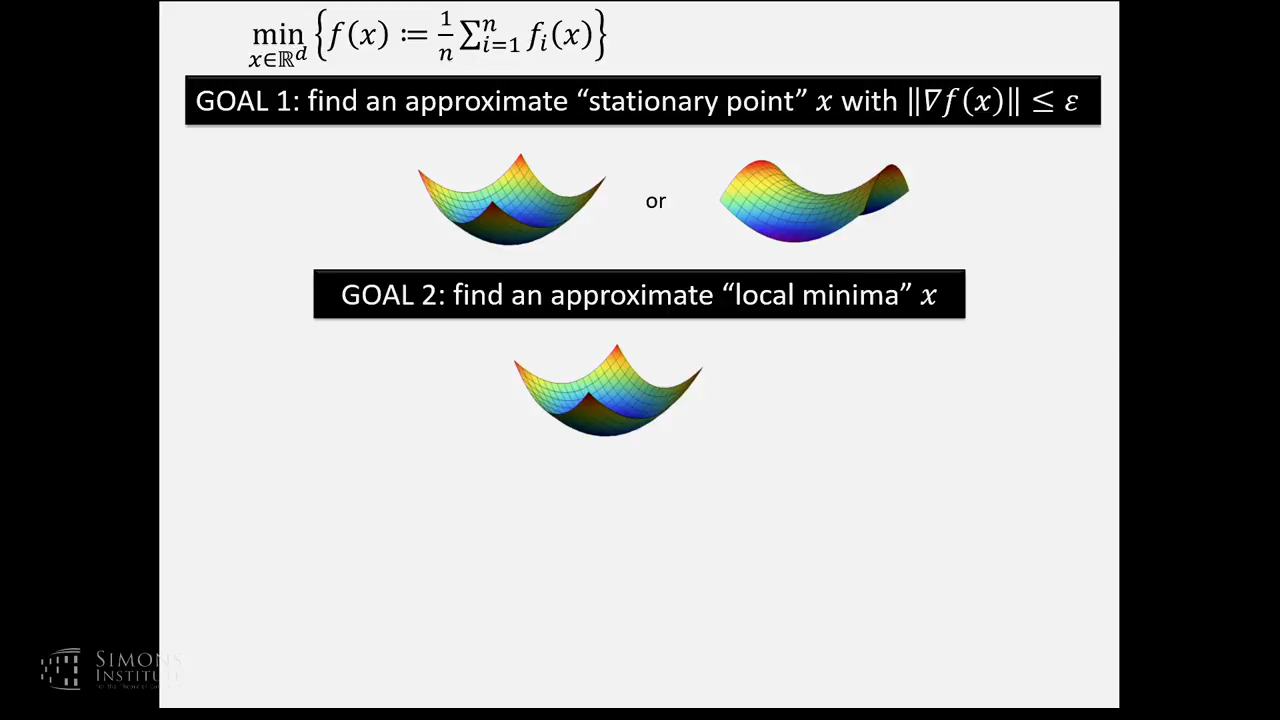 min_{x∈ℝ^d} {f(x) ≔ 1/n ∑_{i=1}^{n} f_i(x)}
GOAL 1: find an approximate “stationary point” x with ‖∇f(x)‖ ≤ ε
or
GOAL 2: find an approximate “local minima” x
SIMONS
INSTITUTE